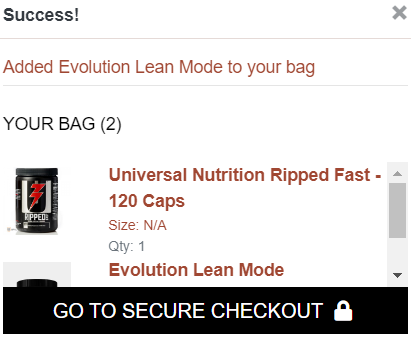 Success!
Added Evolution Lean Mode to your bag
YOUR BAG (2)
RIPPED
Universal Nutrition Ripped Fast -
120 Caps
Size: N/A
Qty: 1
Evolution Lean Mode
GO TO SECURE CHECKOUT